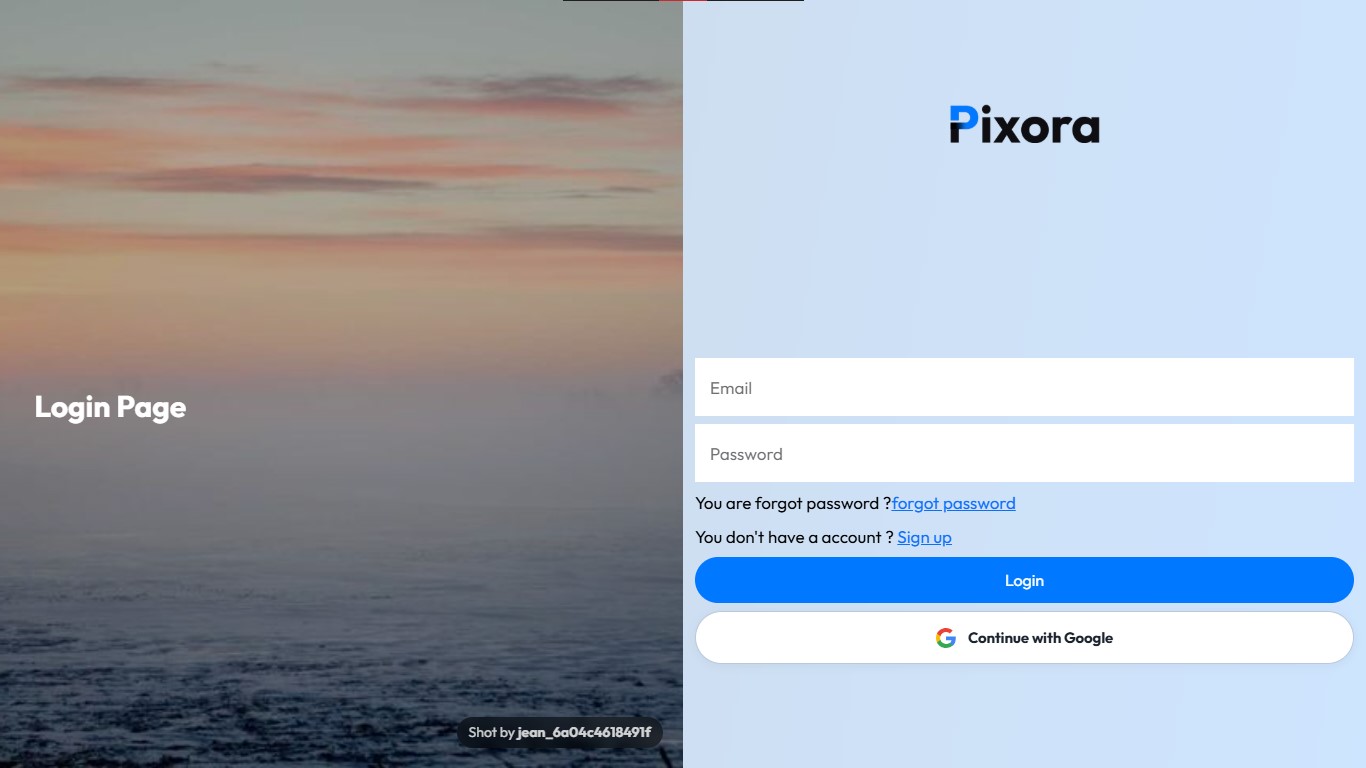 Pixora
Login Page
Email
Password
You are forgot password ?forgot password
You don't have a account ? Sign up
Login
Continue with Google
Shot by jean_6a04c4618491f